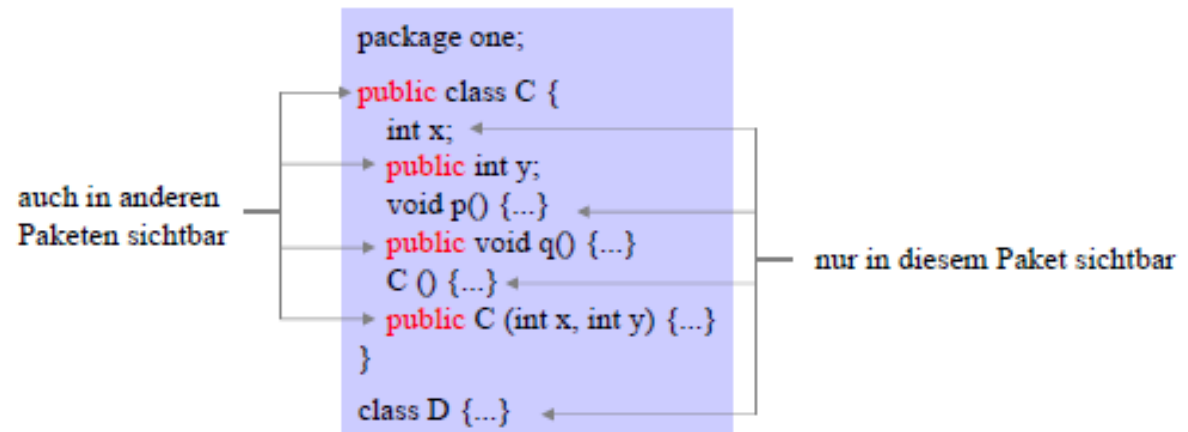 package one;
public class C {
int x;
public int y;
void p() {...}
public void q() {...}
C () {...}
public C (int x, int y) {...}
}
class D {...}
auch in anderen
Paketen sichtbar
nur in diesem Paket sichtbar